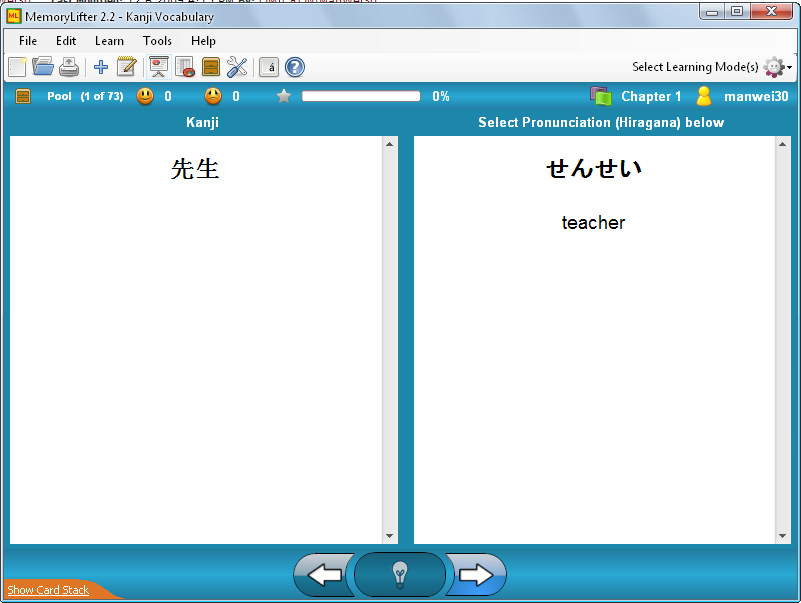 MemoryLifter 2.2 - Kanji Vocabulary
File Edit Learn Tools Help
á ? Select Learning Mode(s)
Pool (1 of 73) 0 0 0% Chapter 1 manwei30
Kanji Select Pronunciation (Hiragana) below
先生 せんせい
teacher
Show Card Stack